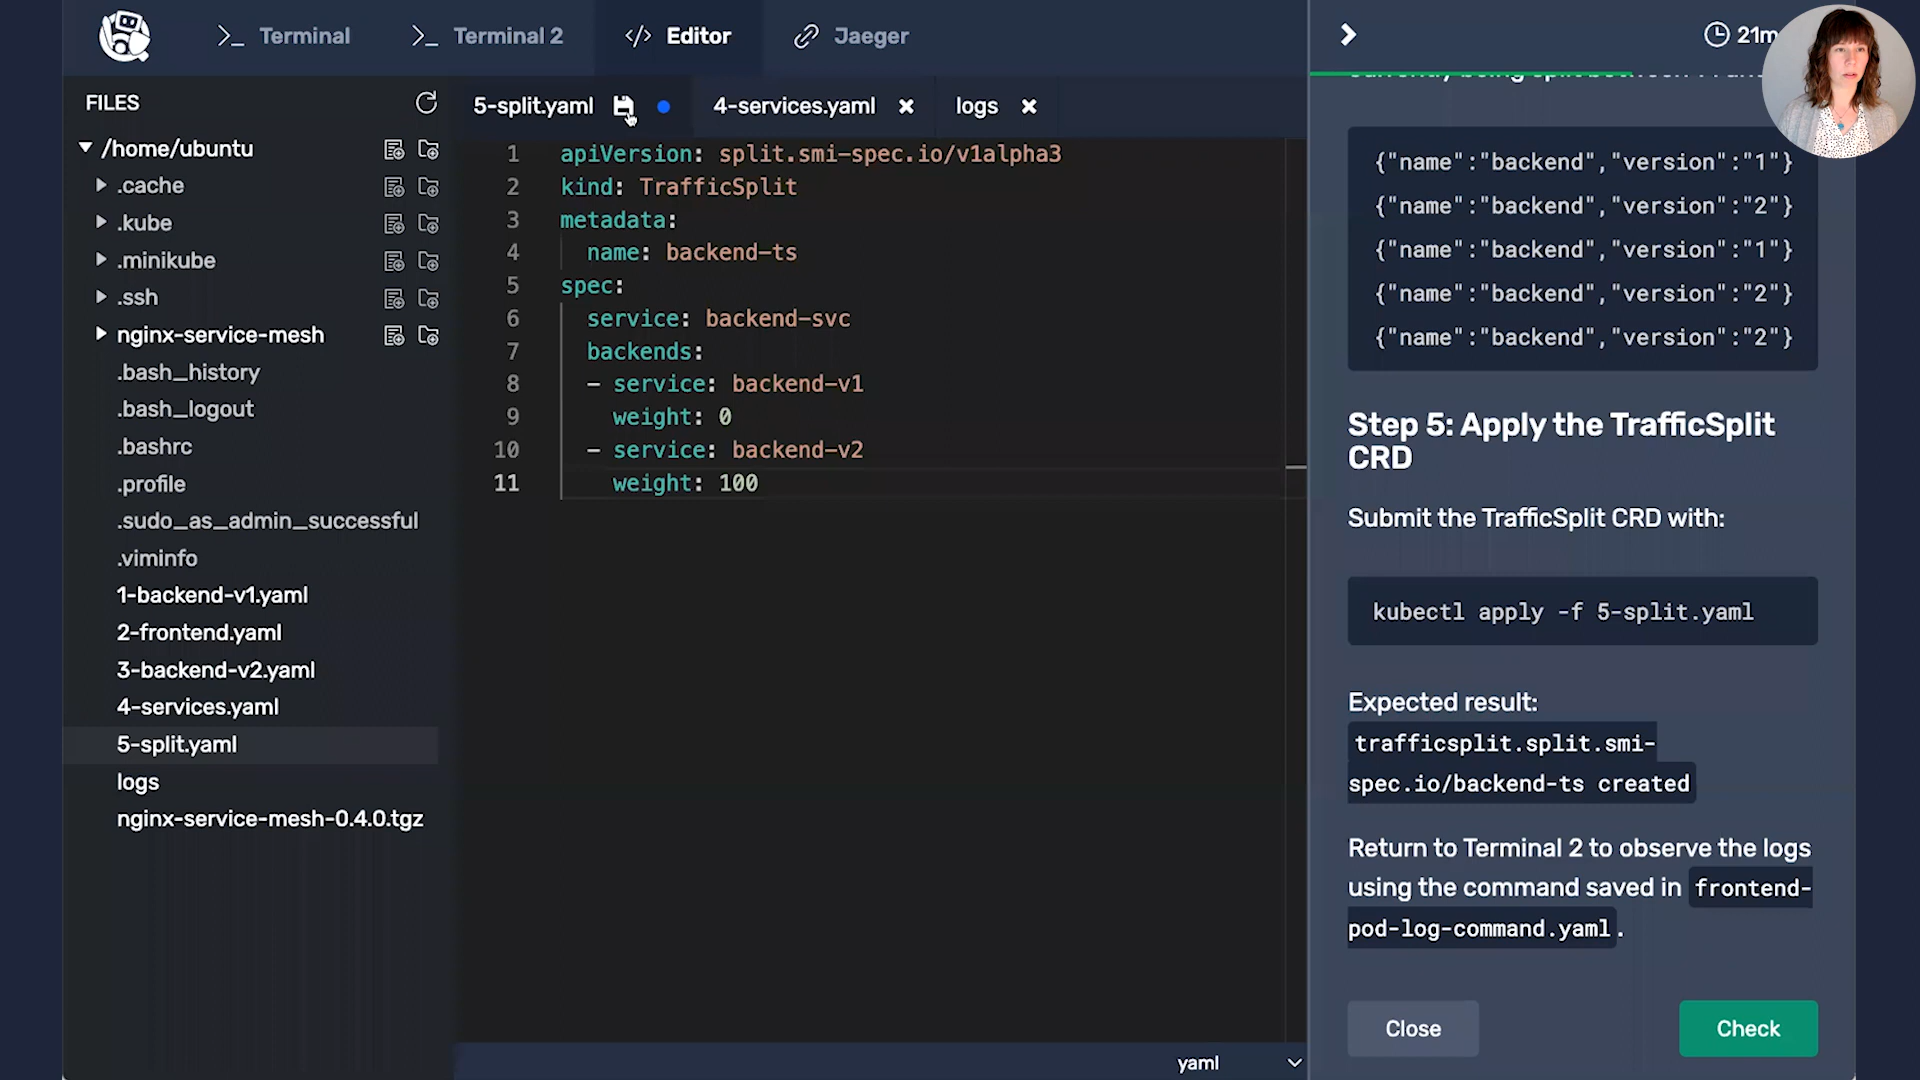 >_ Terminal
>_ Terminal 2
</> Editor
Jaeger
FILES
/home/ubuntu
.cache
.kube
.minikube
.ssh
nginx-service-mesh
.bash_history
.bash_logout
.bashrc
.profile
.sudo_as_admin_successful
.viminfo
1-backend-v1.yaml
2-frontend.yaml
3-backend-v2.yaml
4-services.yaml
5-split.yaml
logs
nginx-service-mesh-0.4.0.tgz
5-split.yaml
4-services.yaml
logs
1 apiVersion: split.smi-spec.io/v1alpha3
2 kind: TrafficSplit
3 metadata:
4 name: backend-ts
5 spec:
6 service: backend-svc
7 backends:
8 - service: backend-v1
9 weight: 0
10 - service: backend-v2
11 weight: 100
yaml
21m
currently being split between
{"name":"backend","version":"1"}
{"name":"backend","version":"2"}
{"name":"backend","version":"1"}
{"name":"backend","version":"2"}
{"name":"backend","version":"2"}
Step 5: Apply the TrafficSplit
CRD
Submit the TrafficSplit CRD with:
kubectl apply -f 5-split.yaml
Expected result:
trafficsplit.split.smi-
spec.io/backend-ts created
Return to Terminal 2 to observe the logs
using the command saved in frontend-
pod-log-command.yaml.
Close
Check